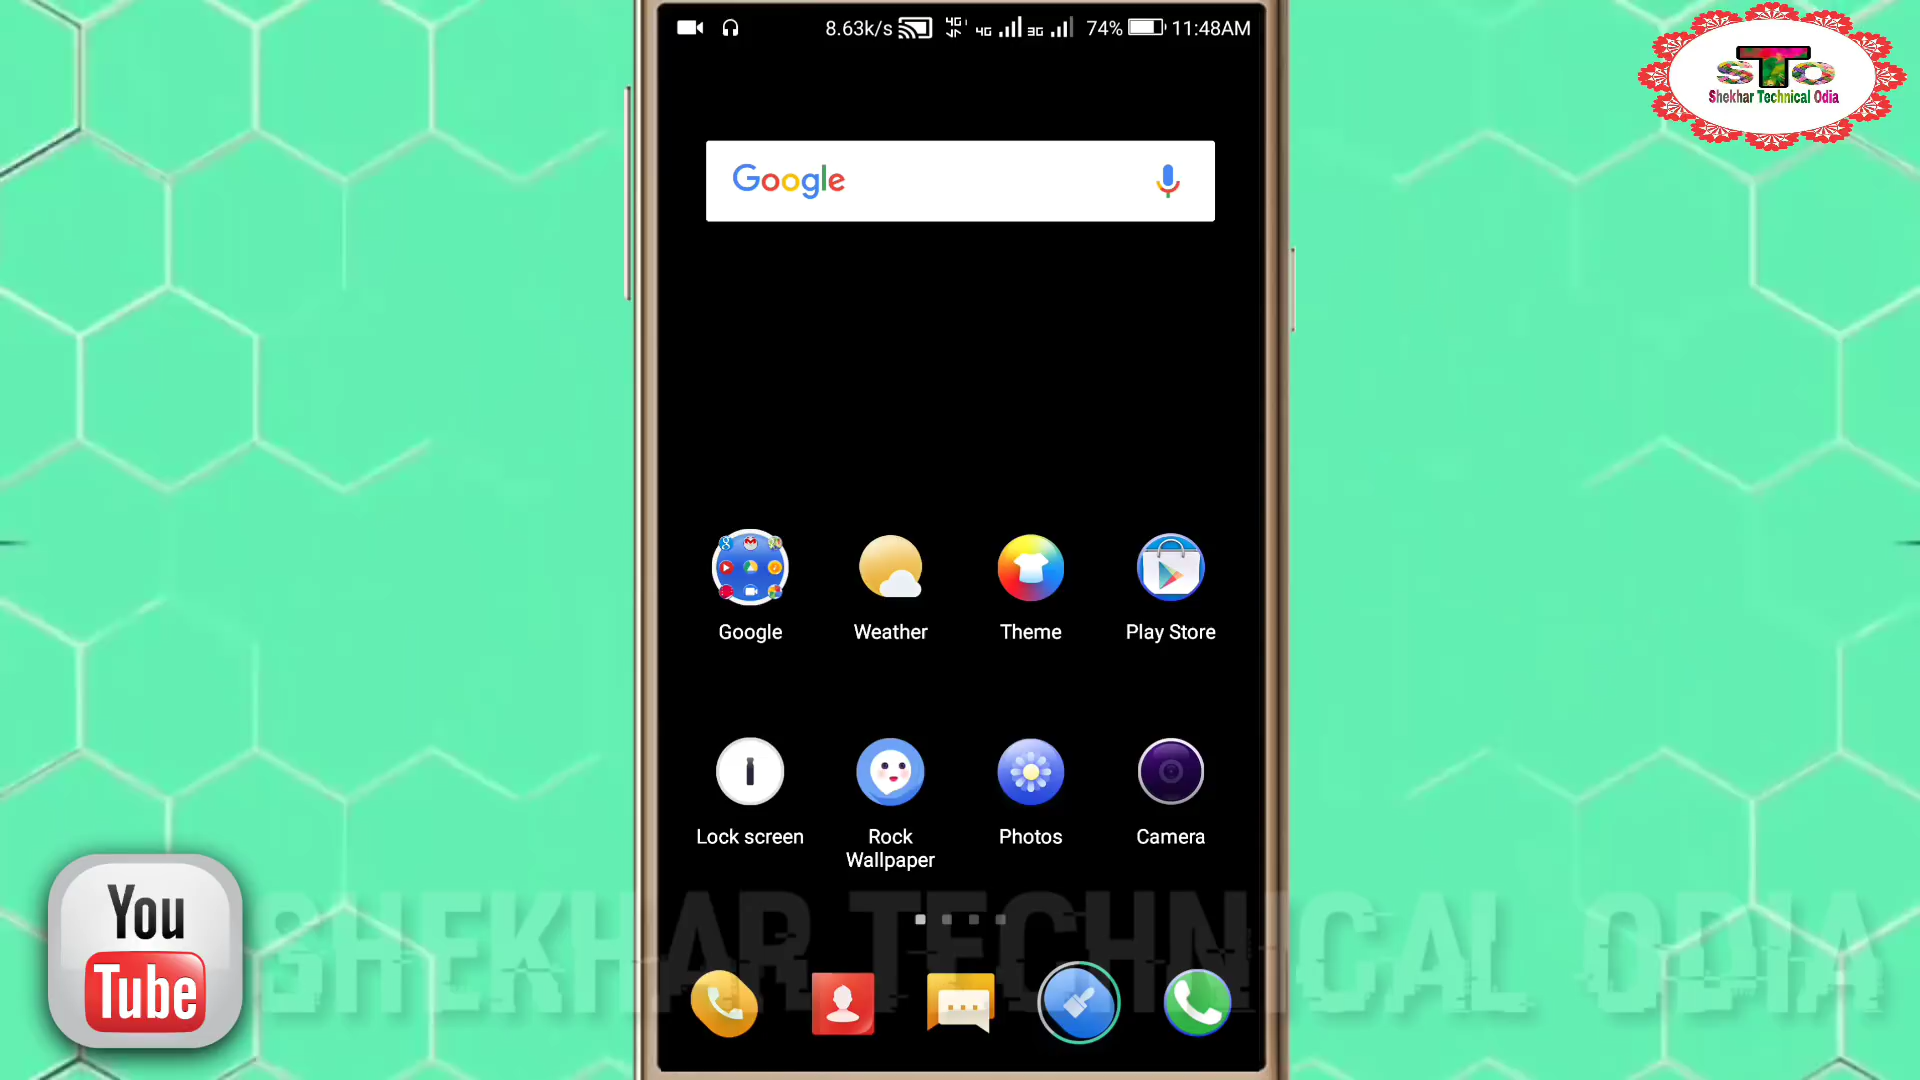 8.63k/s 4G 4G 3G 74% 11:48AM
STO
Shekhar Technical Odia
Google
Google Weather Theme Play Store
Lock screen Rock Wallpaper Photos Camera
SHEKHAR TECHNICAL ODIA
You
Tube